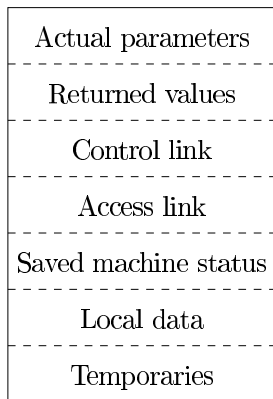 Actual parameters
Returned values
Control link
Access link
Saved machine status
Local data
Temporaries